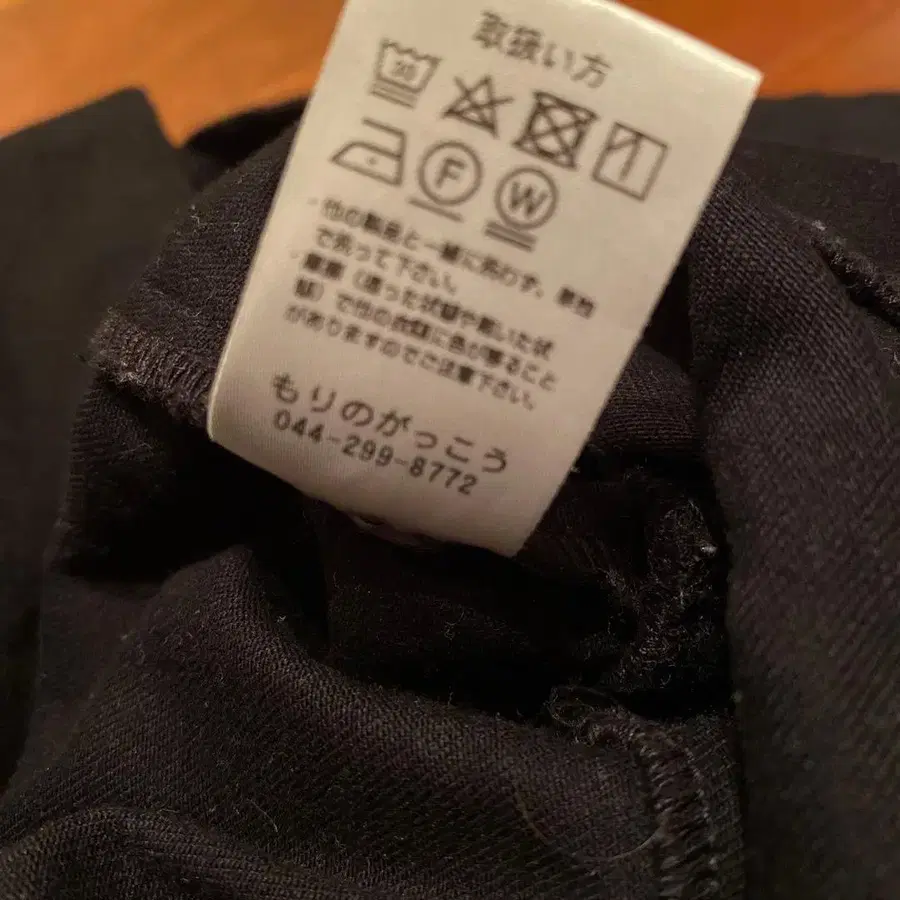 取扱い方
30
F W
・他の製品と一緒に洗わず、単独
で洗って下さい。
・摩擦（湿った状態や乾いた状
態）で他の衣類に色が移ること
がありますのでご注意下さい。
もりのがっこう
044-299-8772